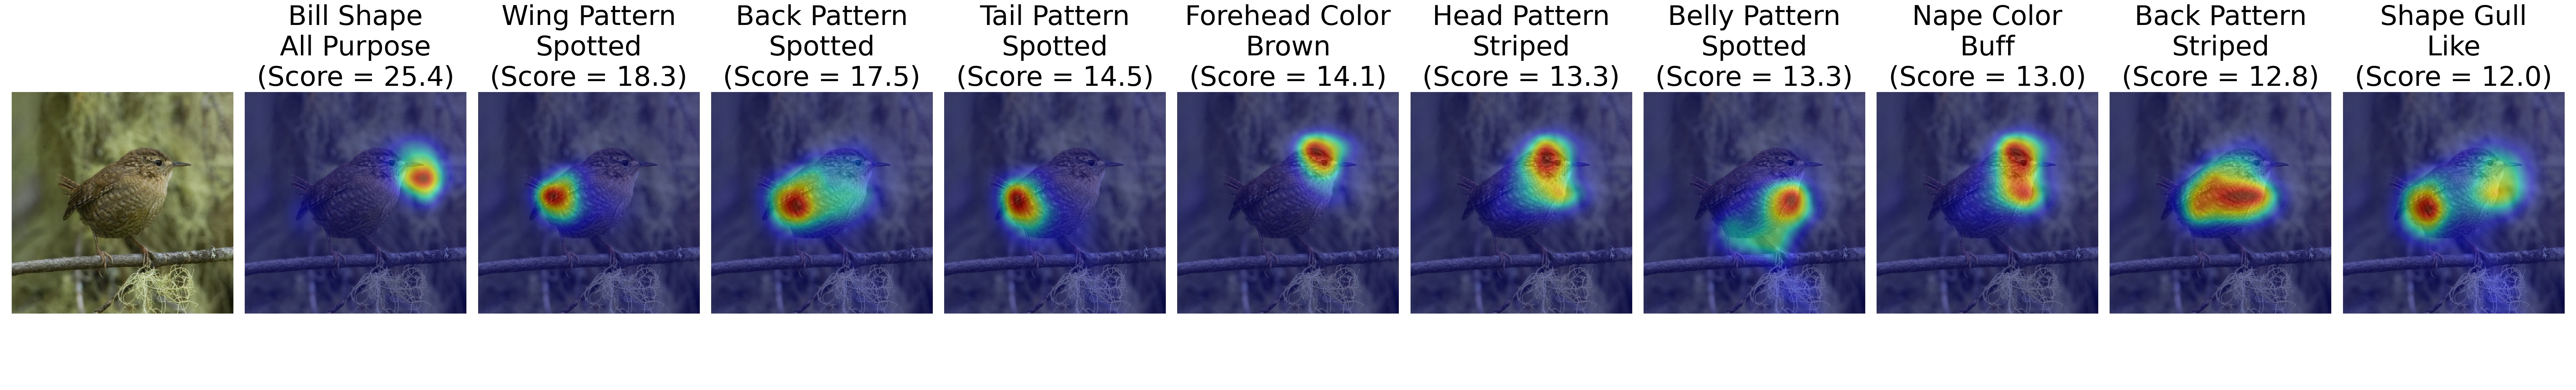 Bill Shape
All Purpose
(Score = 25.4)
Wing Pattern
Spotted
(Score = 18.3)
Back Pattern
Spotted
(Score = 17.5)
Tail Pattern
Spotted
(Score = 14.5)
Forehead Color
Brown
(Score = 14.1)
Head Pattern
Striped
(Score = 13.3)
Belly Pattern
Spotted
(Score = 13.3)
Nape Color
Buff
(Score = 13.0)
Back Pattern
Striped
(Score = 12.8)
Shape Gull
Like
(Score = 12.0)